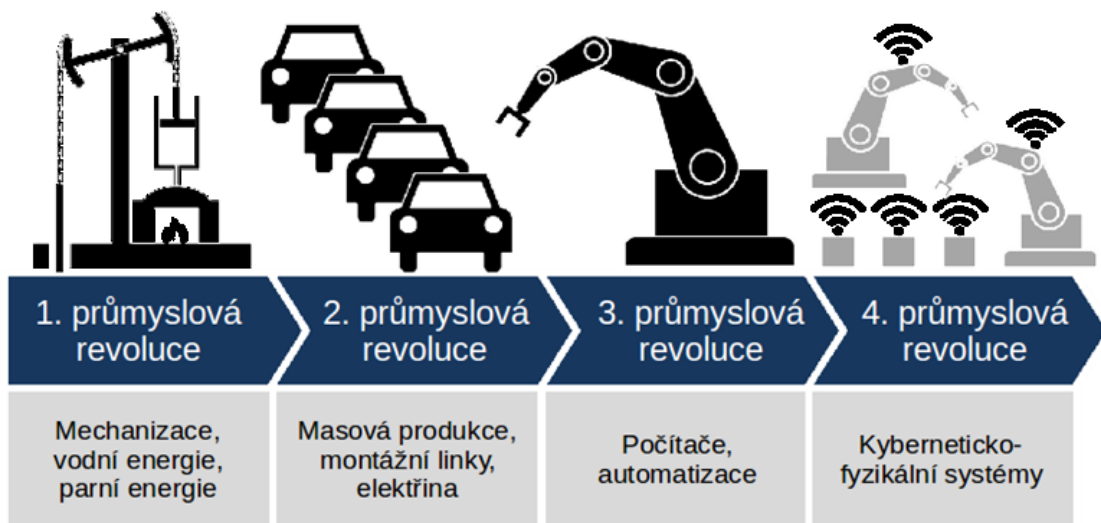 1. průmyslová
revoluce
2. průmyslová
revoluce
3. průmyslová
revoluce
4. průmyslová
revoluce
Mechanizace,
vodní energie,
parní energie
Masová produkce,
montážní linky,
elektřina
Počítače,
automatizace
Kyberneticko-
fyzikální systémy